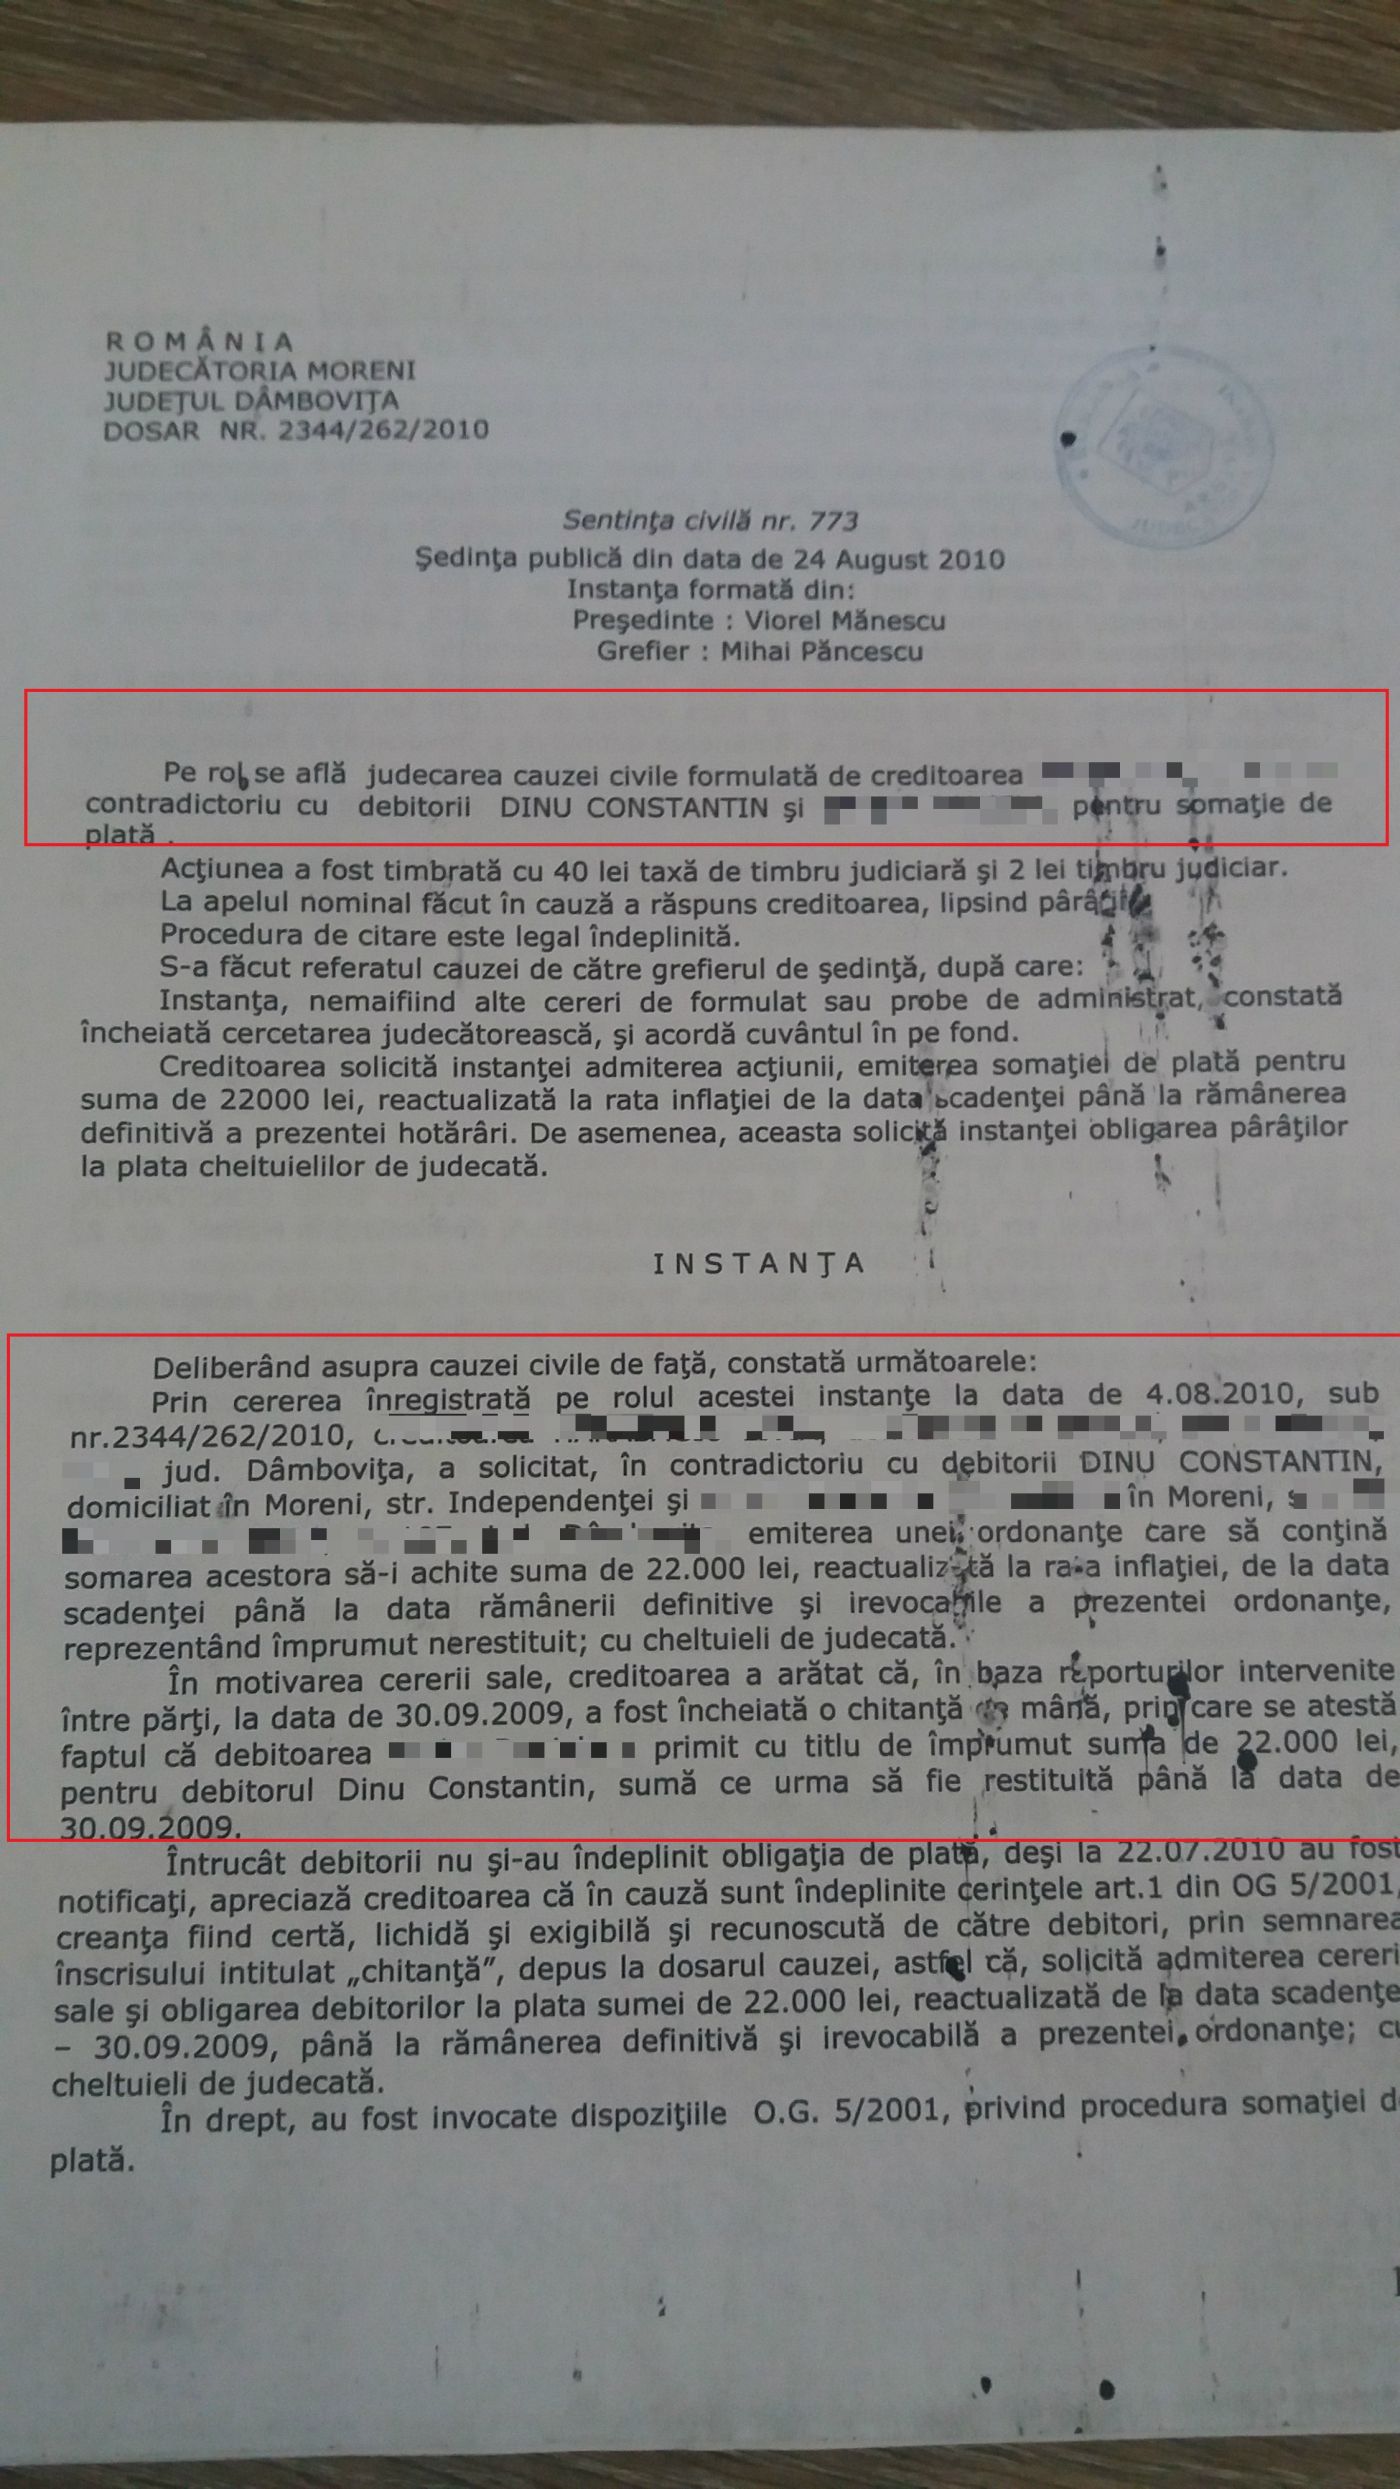 R O M Â N I A
JUDECĂTORIA MORENI
JUDEŢUL DÂMBOVIŢA
DOSAR NR. 2344/262/2010
Sentinţa civilă nr. 773
Şedinţa publică din data de 24 August 2010
Instanţa formată din:
Preşedinte : Viorel Mănescu
Grefier : Mihai Păncescu
Pe rol se află judecarea cauzei civile formulată de creditoarea
contradictoriu cu debitorii DINU CONSTANTIN şi pentru somaţie de
plată .
Acţiunea a fost timbrată cu 40 lei taxă de timbru judiciară şi 2 lei timbru judiciar.
La apelul nominal făcut în cauză a răspuns creditoarea, lipsind
Procedura de citare este legal îndeplinită.
S-a făcut referatul cauzei de către grefierul de şedinţă, după care:
Instanţa, nemaifiind alte cereri de formulat sau probe de administrat, constată
încheiată cercetarea judecătorească, şi acordă cuvântul în pe fond.
Creditoarea solicită instanţei admiterea acţiunii, emiterea somaţiei de plată pentru
suma de 22000 lei, reactualizată la rata inflaţiei de la data scadenţei până la rămânerea
definitivă a prezentei hotărâri. De asemenea, aceasta solicită instanţei obligarea pârâţilor
la plata cheltuielilor de judecată.
I N S T A N Ţ A
Deliberând asupra cauzei civile de faţă, constată următoarele:
Prin cererea înregistrată pe rolul acestei instanţe la data de 4.08.2010, sub
nr.2344/262/2010,
jud. Dâmboviţa, a solicitat, în contradictoriu cu debitorii DINU CONSTANTIN,
domiciliat în Moreni, str. Independenţei şi în Moreni,
emiterea unei ordonanţe care să conţină
somarea acestora să-i achite suma de 22.000 lei, reactualizată la rata inflaţiei, de la data
scadenţei până la data rămânerii definitive şi irevocabile a prezentei ordonanţe,
reprezentând împrumut nerestituit; cu cheltuieli de judecată.
În motivarea cererii sale, creditoarea a arătat că, în baza raporturilor intervenite
între părţi, la data de 30.09.2009, a fost încheiată o chitanţă de mână, prin care se atestă
faptul că debitoarea primit cu titlu de împrumut suma de 22.000 lei,
pentru debitorul Dinu Constantin, sumă ce urma să fie restituită până la data de
30.09.2009.
Întrucât debitorii nu şi-au îndeplinit obligaţia de plată, deşi la 22.07.2010 au fost
notificaţi, apreciază creditoarea că în cauză sunt îndeplinite cerinţele art.1 din OG 5/2001,
creanţa fiind certă, lichidă şi exigibilă şi recunoscută de către debitori, prin semnarea
înscrisului intitulat „chitanţă”, depus la dosarul cauzei, astfel că, solicită admiterea cereri
sale şi obligarea debitorilor la plata sumei de 22.000 lei, reactualizată de la data scadenţe
– 30.09.2009, până la rămânerea definitivă şi irevocabilă a prezentei ordonanţe; cu
cheltuieli de judecată.
În drept, au fost invocate dispoziţiile O.G. 5/2001, privind procedura somaţiei d
plată.